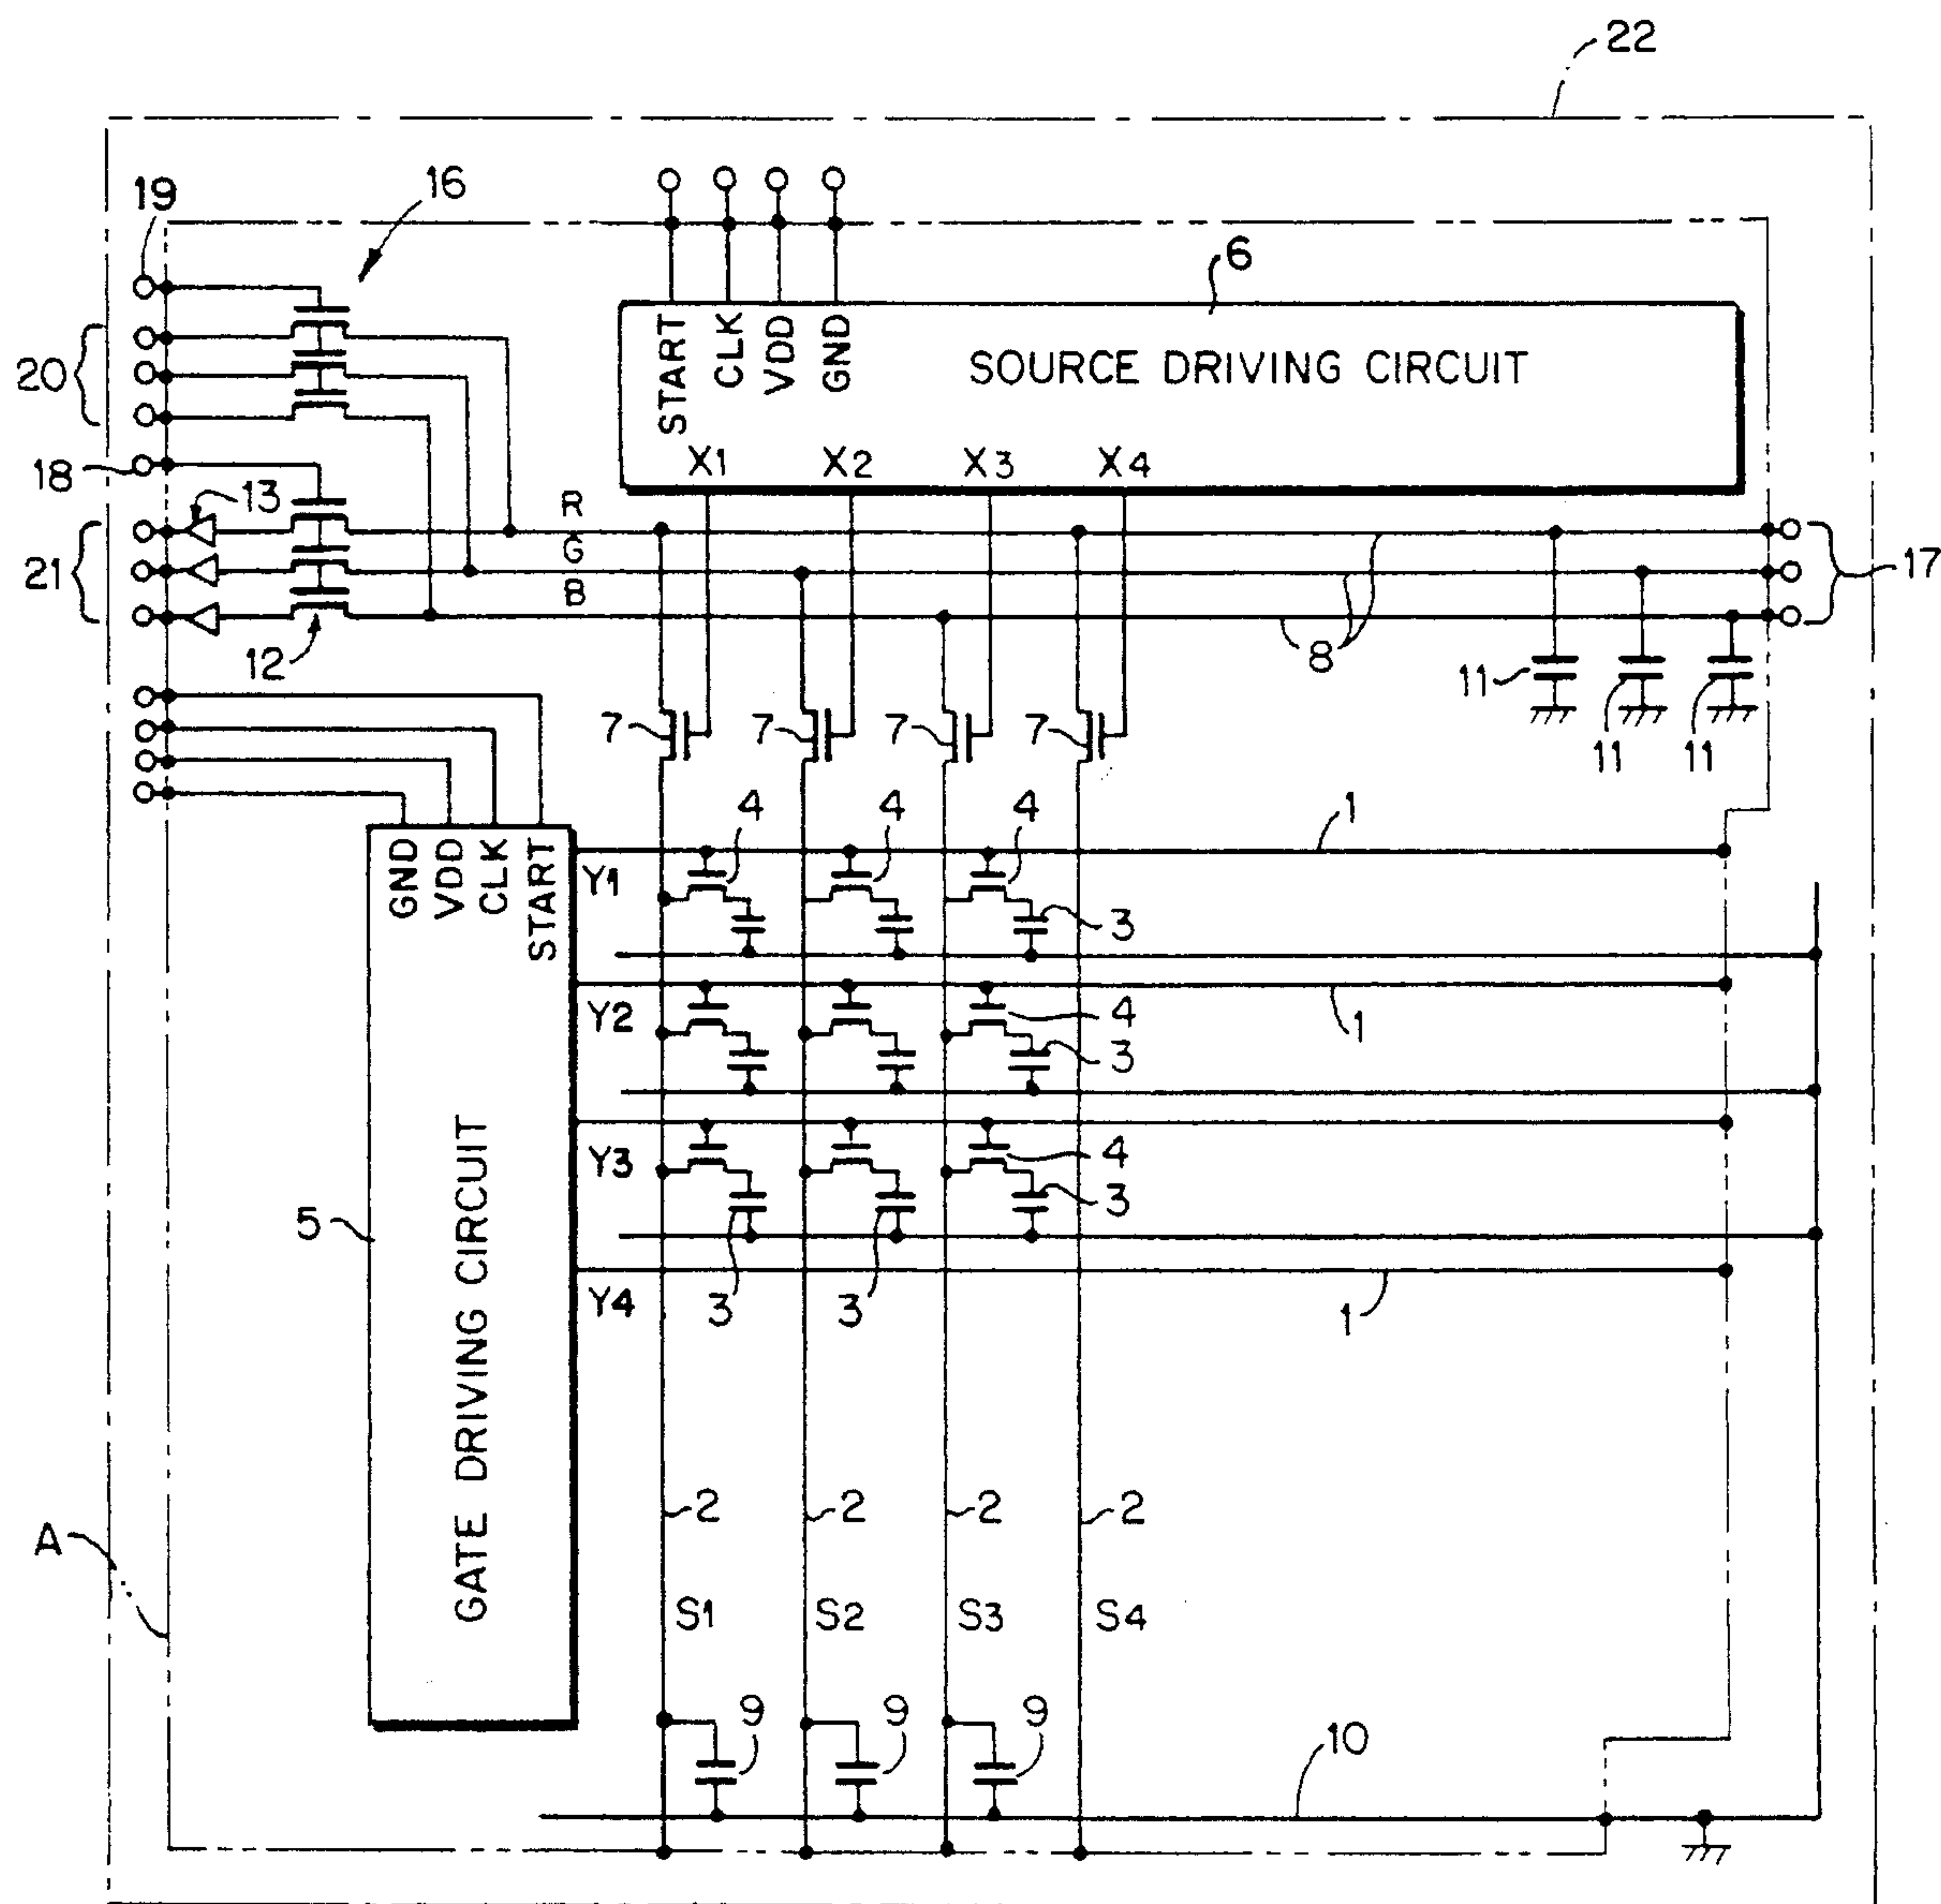 22
19
16
6
START
CLK
VDD
GND
SOURCE DRIVING CIRCUIT
20
18
X1 X2 X3 X4
13
R
G
B
21
17
12
8
11
11 11
7 7 7 7
4 4 4
1
GND
VDD
CLK
START
Y1
3
Y2
4
1
3
Y3
4
3
5
GATE DRIVING CIRCUIT
Y4
3 3
1
2 2 2 2
A
S1 S2 S3 S4
9 9 9
10